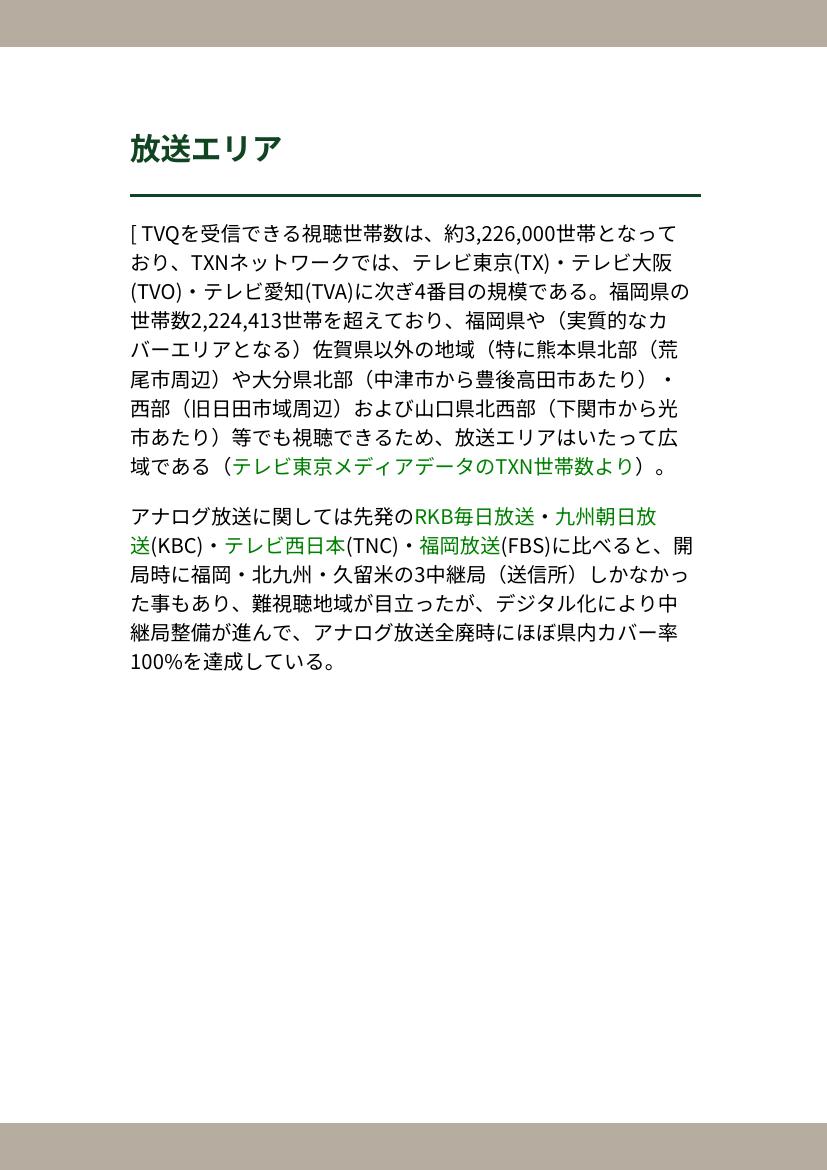 放送エリア
[ TVQを受信できる視聴世帯数は、約3,226,000世帯となって
おり、TXNネットワークでは、テレビ東京(TX)・テレビ大阪
(TVO)・テレビ愛知(TVA)に次ぎ4番目の規模である。福岡県の
世帯数2,224,413世帯を超えており、福岡県や（実質的なカ
バーエリアとなる）佐賀県以外の地域（特に熊本県北部（荒
尾市周辺）や大分県北部（中津市から豊後高田市あたり）・
西部（旧日田市域周辺）および山口県北西部（下関市から光
市あたり）等でも視聴できるため、放送エリアはいたって広
域である（テレビ東京メディアデータのTXN世帯数より）。
アナログ放送に関しては先発のRKB毎日放送・九州朝日放
送(KBC)・テレビ西日本(TNC)・福岡放送(FBS)に比べると、開
局時に福岡・北九州・久留米の3中継局（送信所）しかなかっ
た事もあり、難視聴地域が目立ったが、デジタル化により中
継局整備が進んで、アナログ放送全廃時にほぼ県内カバー率
100%を達成している。